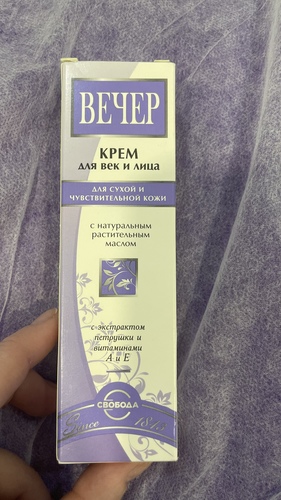 ВЕЧЕР
КРЕМ
для век и лица
ДЛЯ СУХОЙ И
ЧУВСТВИТЕЛЬНОЙ КОЖИ
с натуральным
растительным
маслом
с экстрактом
петрушки и
витаминами
А и Е
СВОБОДА
Since 1843